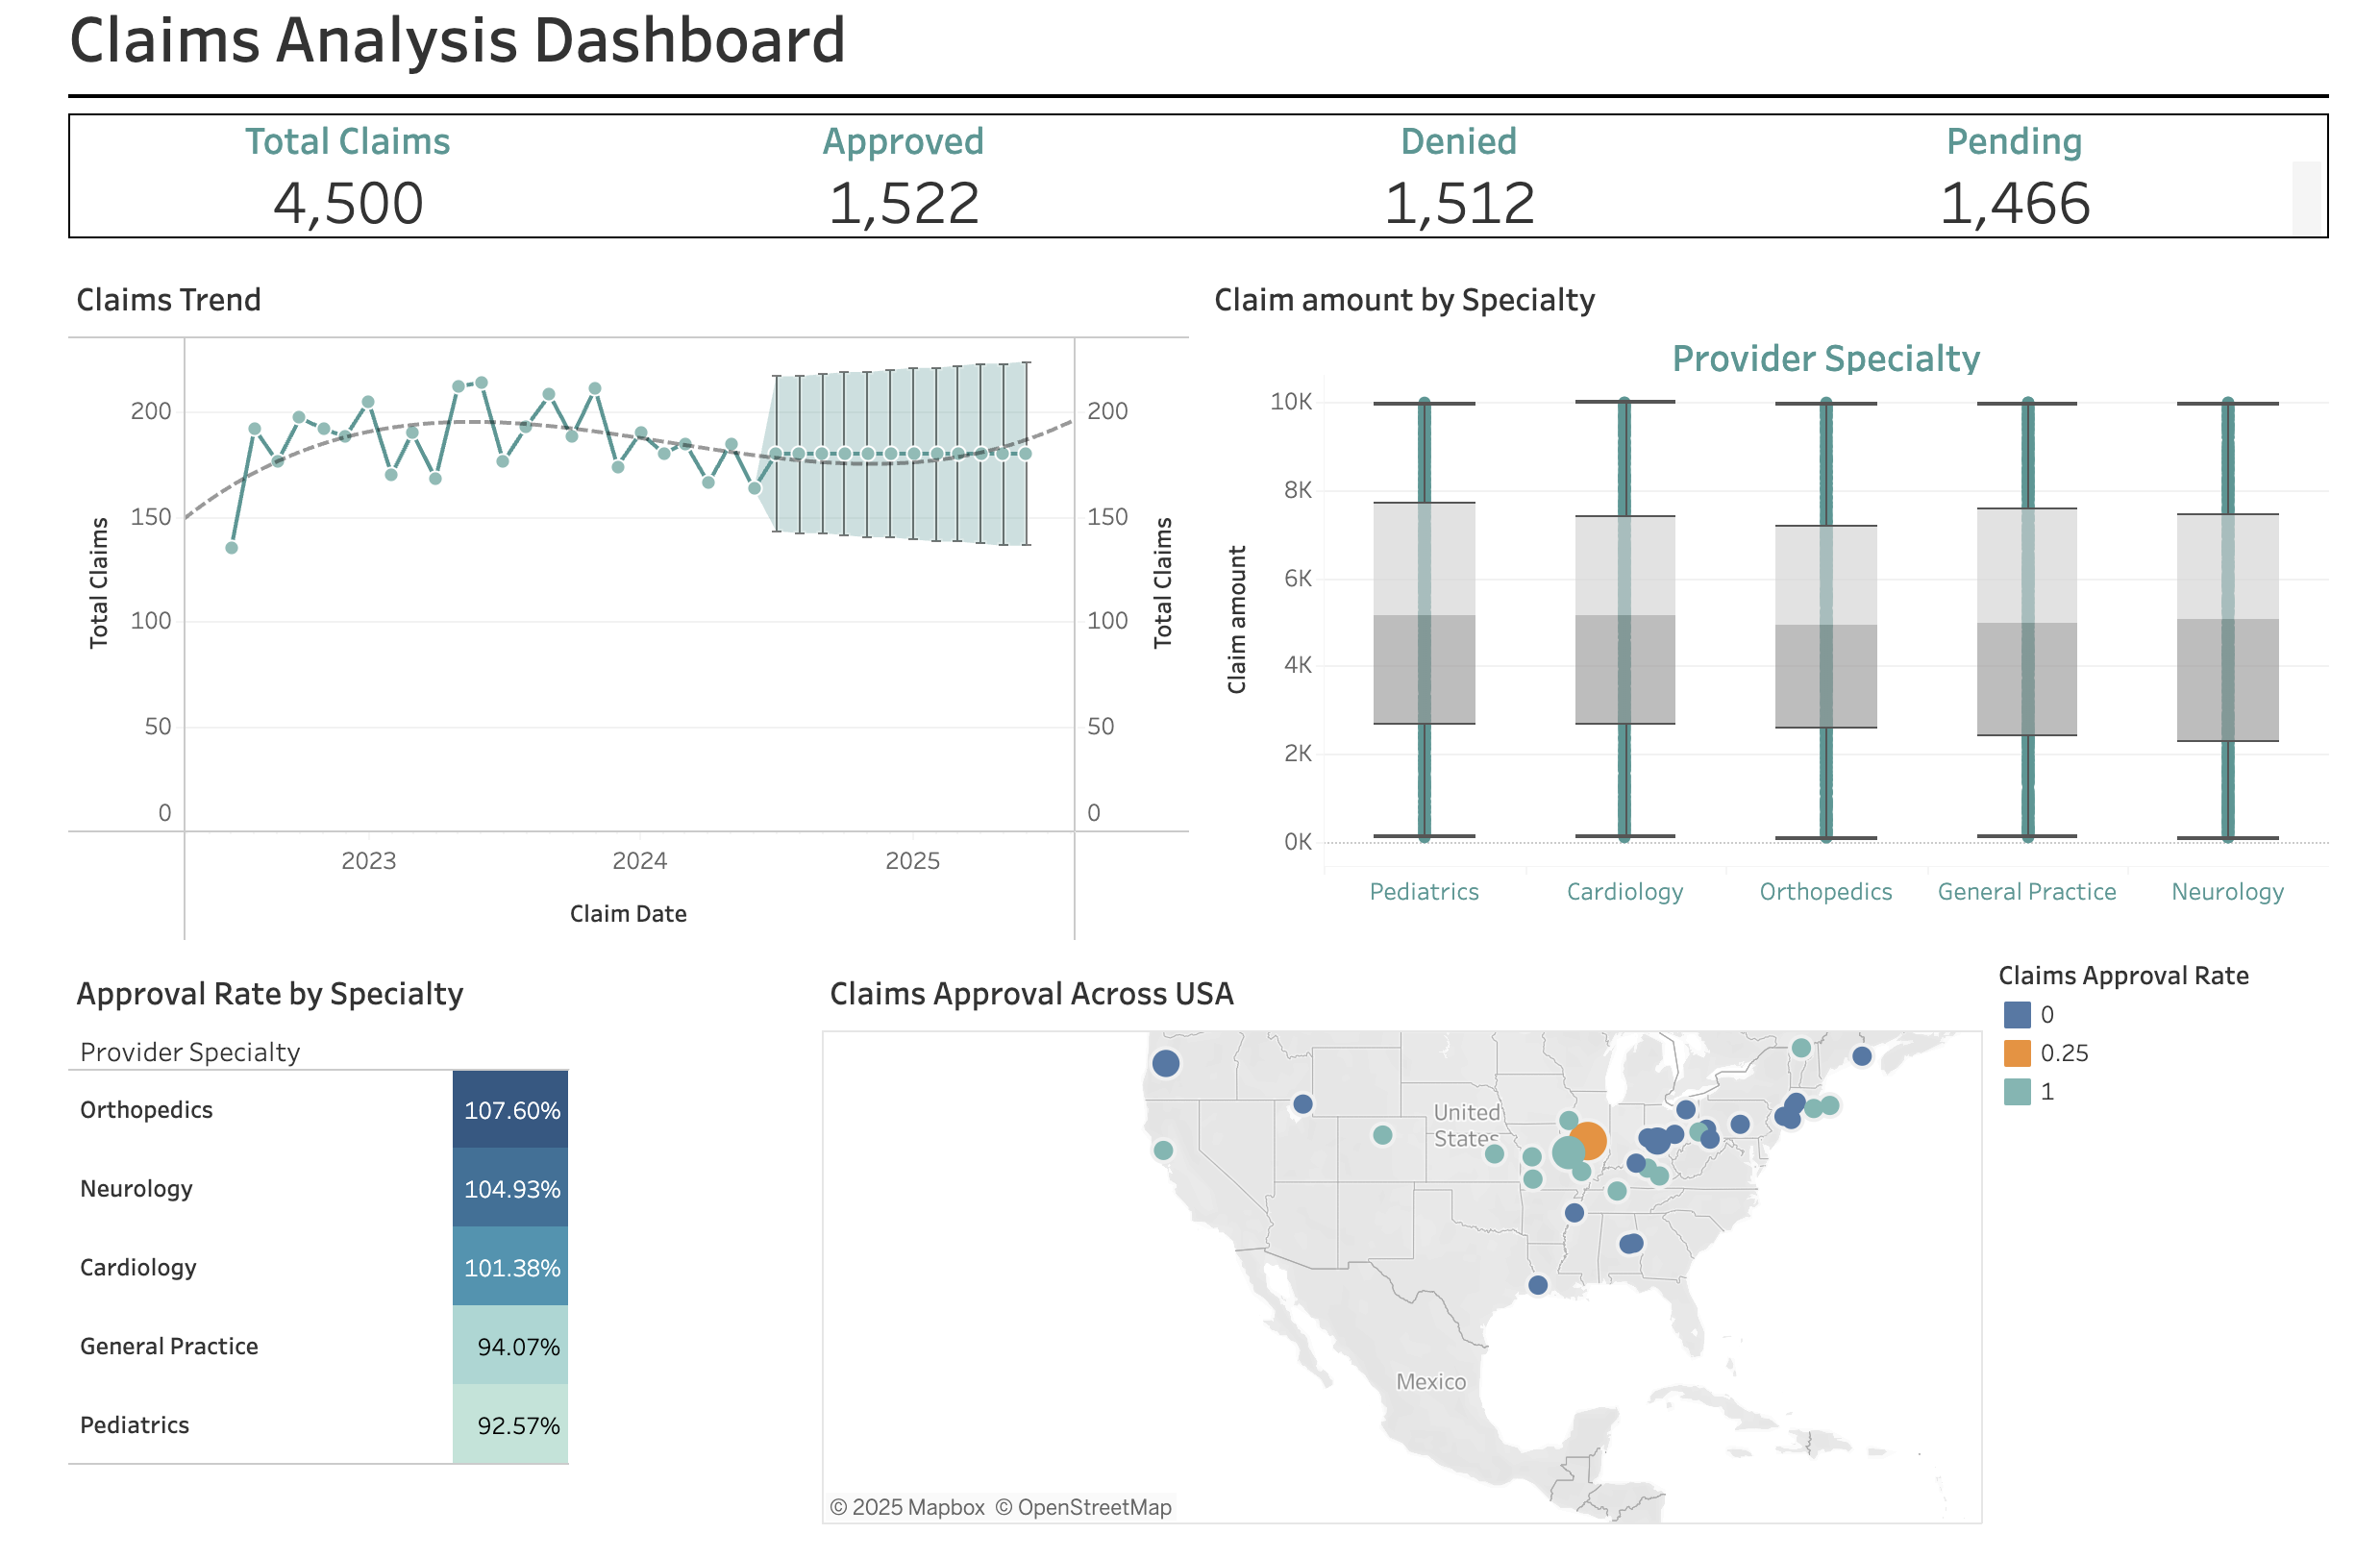 Claims Analysis Dashboard
Total Claims Approved Denied Pending
4,500 1,522 1,512 1,466
Claims Trend
Total Claims
200
150
100
50
0
200
150
100
50
0
Total Claims
2023 2024 2025
Claim Date
Claim amount by Specialty
Provider Specialty
Claim amount
10K
8K
6K
4K
2K
0K
Pediatrics Cardiology Orthopedics General Practice Neurology
Approval Rate by Specialty
Provider Specialty
Orthopedics 107.60%
Neurology 104.93%
Cardiology 101.38%
General Practice 94.07%
Pediatrics 92.57%
Claims Approval Across USA
United
States
Mexico
© 2025 Mapbox © OpenStreetMap
Claims Approval Rate
0
0.25
1